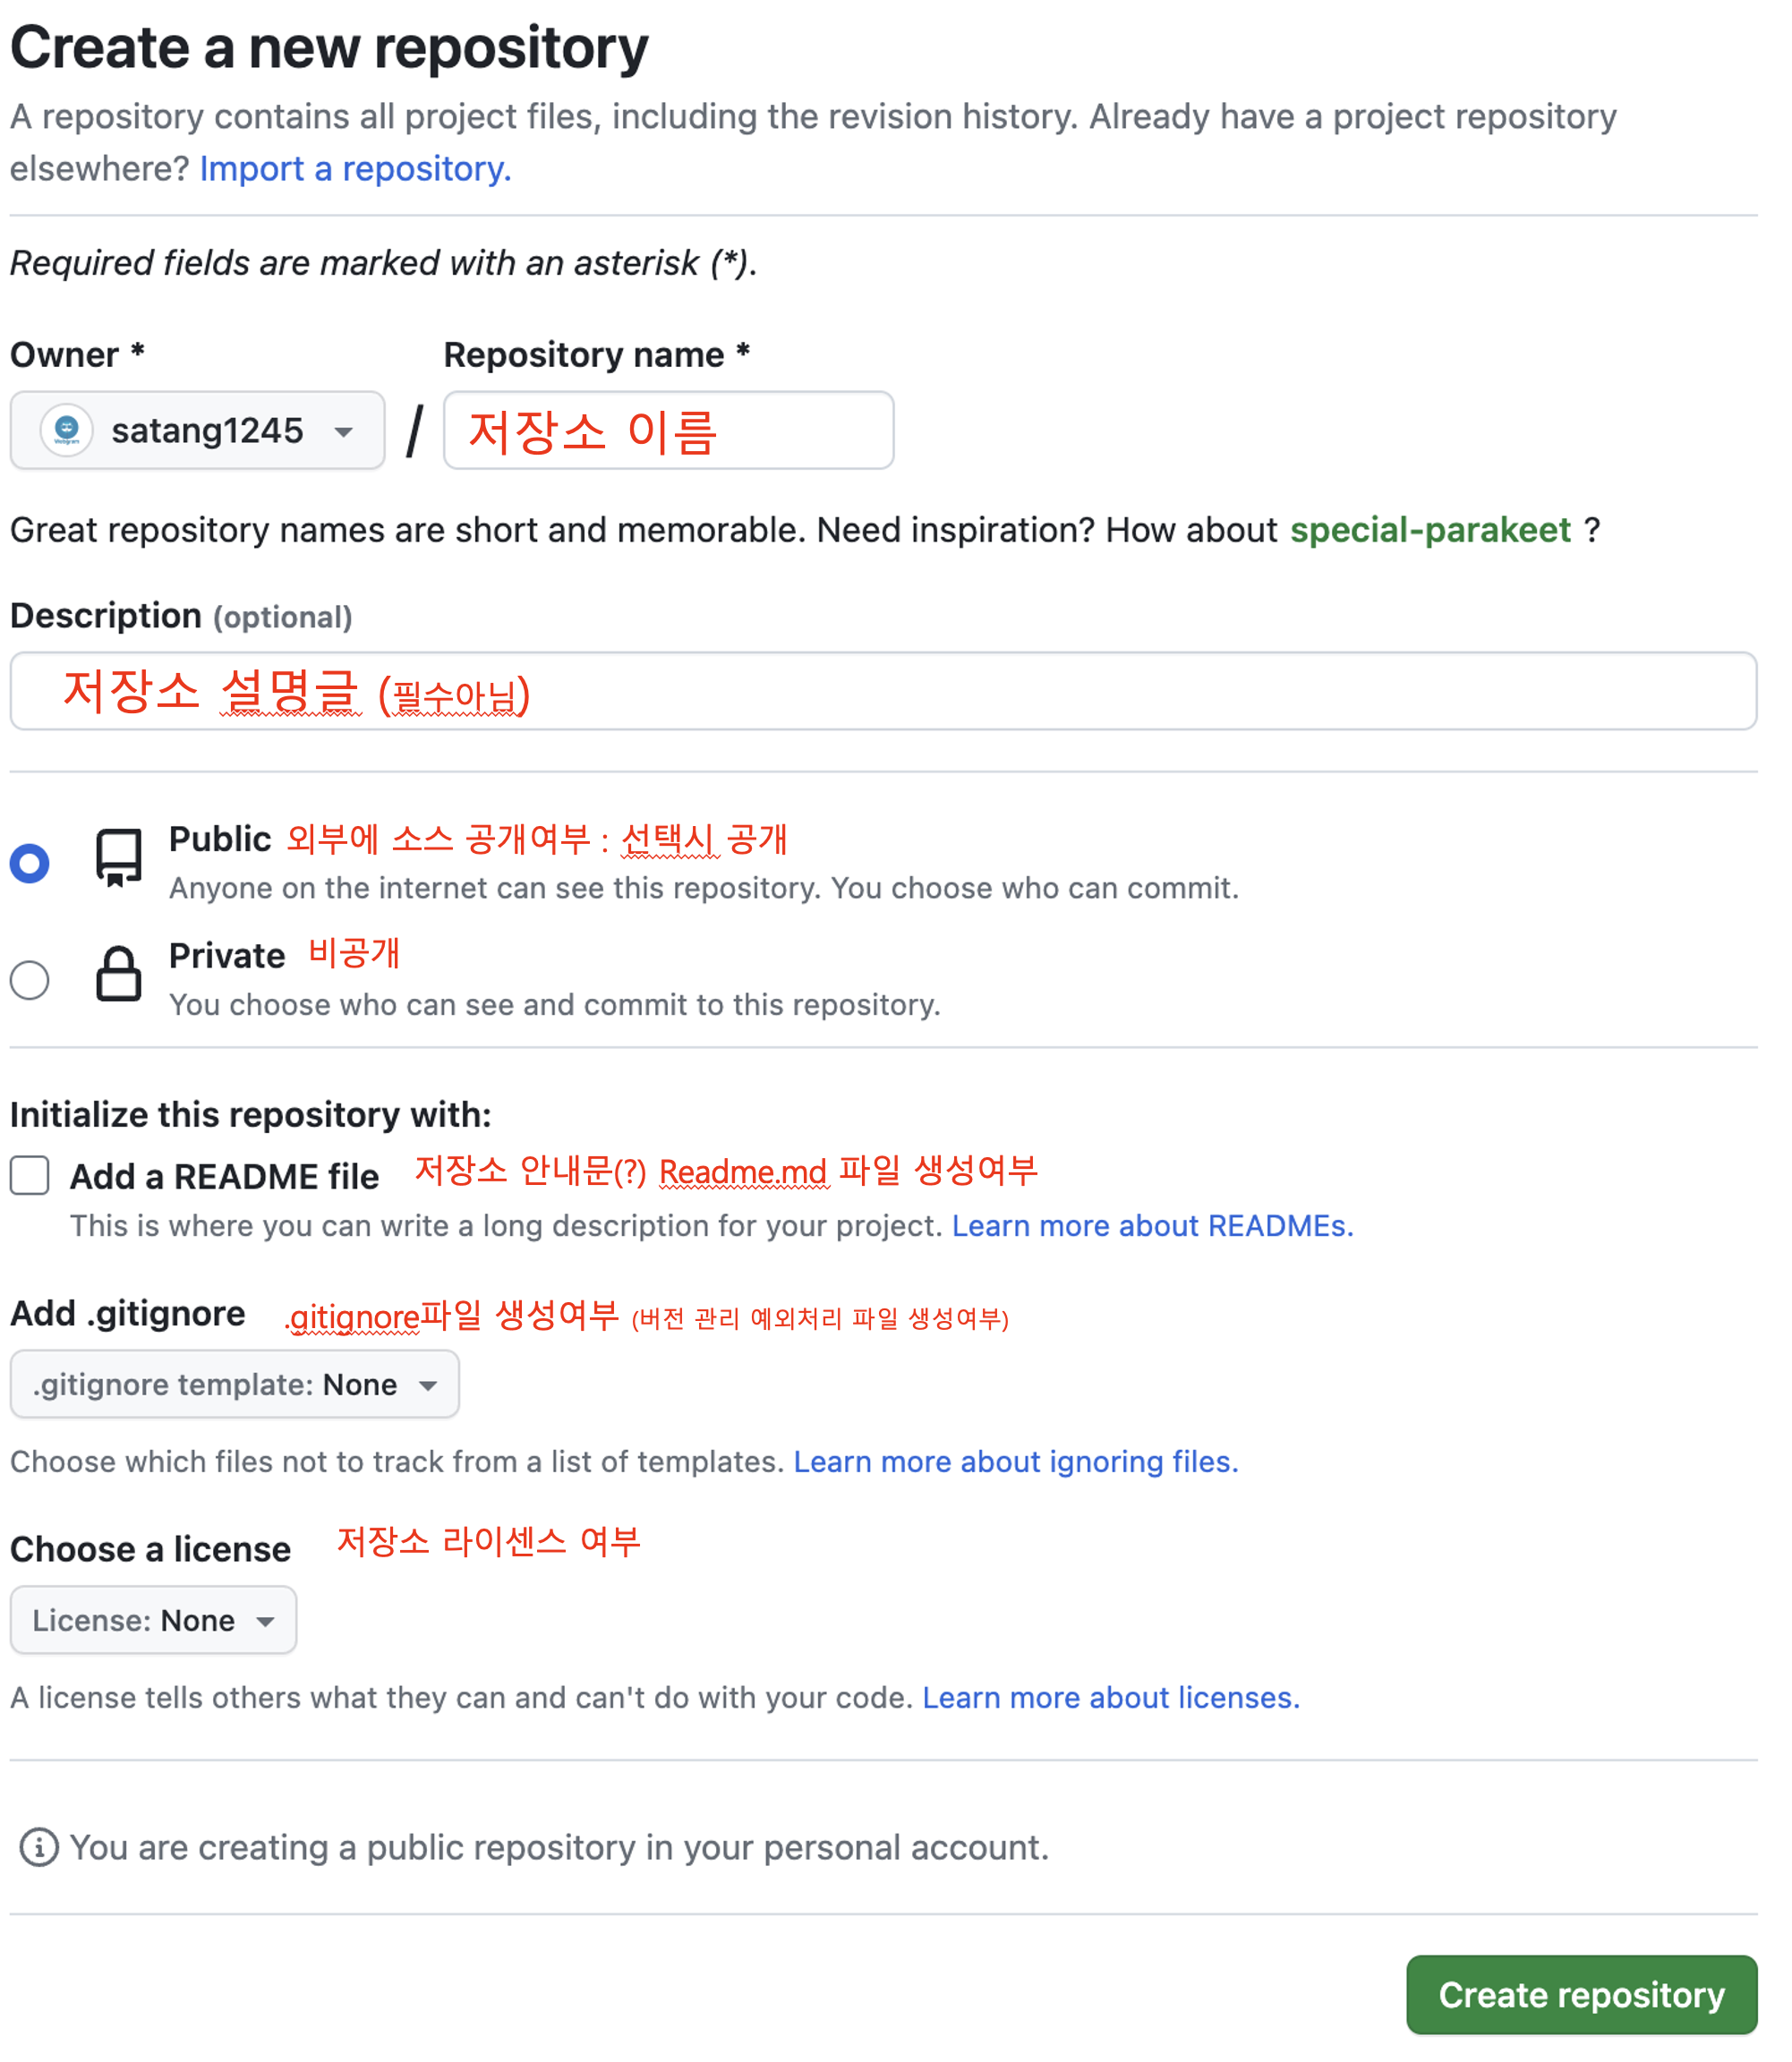 Create a new repository
A repository contains all project files, including the revision history. Already have a project repository
elsewhere? Import a repository.
Required fields are marked with an asterisk (*).
Owner * Repository name *
satang1245 / 저장소 이름
Great repository names are short and memorable. Need inspiration? How about special-parakeet ?
Description (optional)
저장소 설명글 (필수아님)
Public 외부에 소스 공개여부 : 선택시 공개
Anyone on the internet can see this repository. You choose who can commit.
Private 비공개
You choose who can see and commit to this repository.
Initialize this repository with:
Add a README file 저장소 안내문(?) Readme.md 파일 생성여부
This is where you can write a long description for your project. Learn more about READMEs.
Add .gitignore .gitignore파일 생성여부 (버전 관리 예외처리 파일 생성여부)
.gitignore template: None
Choose which files not to track from a list of templates. Learn more about ignoring files.
Choose a license 저장소 라이센스 여부
License: None
A license tells others what they can and can't do with your code. Learn more about licenses.
You are creating a public repository in your personal account.
Create repository